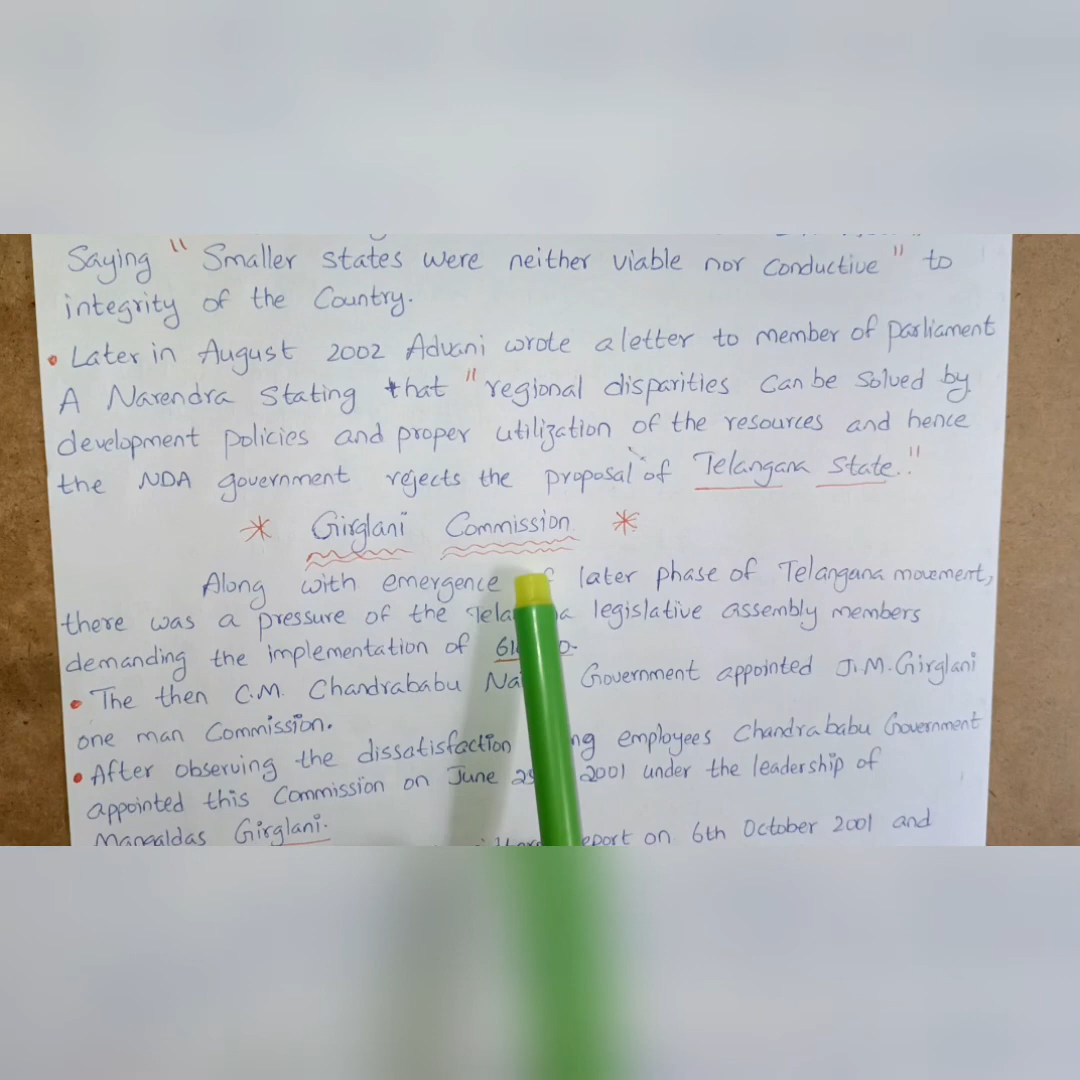 Saying " Smaller states were neither viable nor conductive " to
integrity of the Country.
• Later in August 2002 Advani wrote a letter to member of parliament
A Narendra stating that " regional disparities can be solved by
development policies and proper utilization of the resources and hence
the NDA government rejects the proposal of Telangana State."
* Girglani Commission *
Along with emergence later phase of Telangana movement,
there was a pressure of the legislative assembly members
demanding the implementation of
• The then C.M. Chandrababu Government appointed J.M.Girglani
one man Commission.
• After observing the dissatisfaction employees Chandrababu Government
appointed this Commission on June 2001 under the leadership of
Mangaldas Girglani.
report on 6th October 2001 and